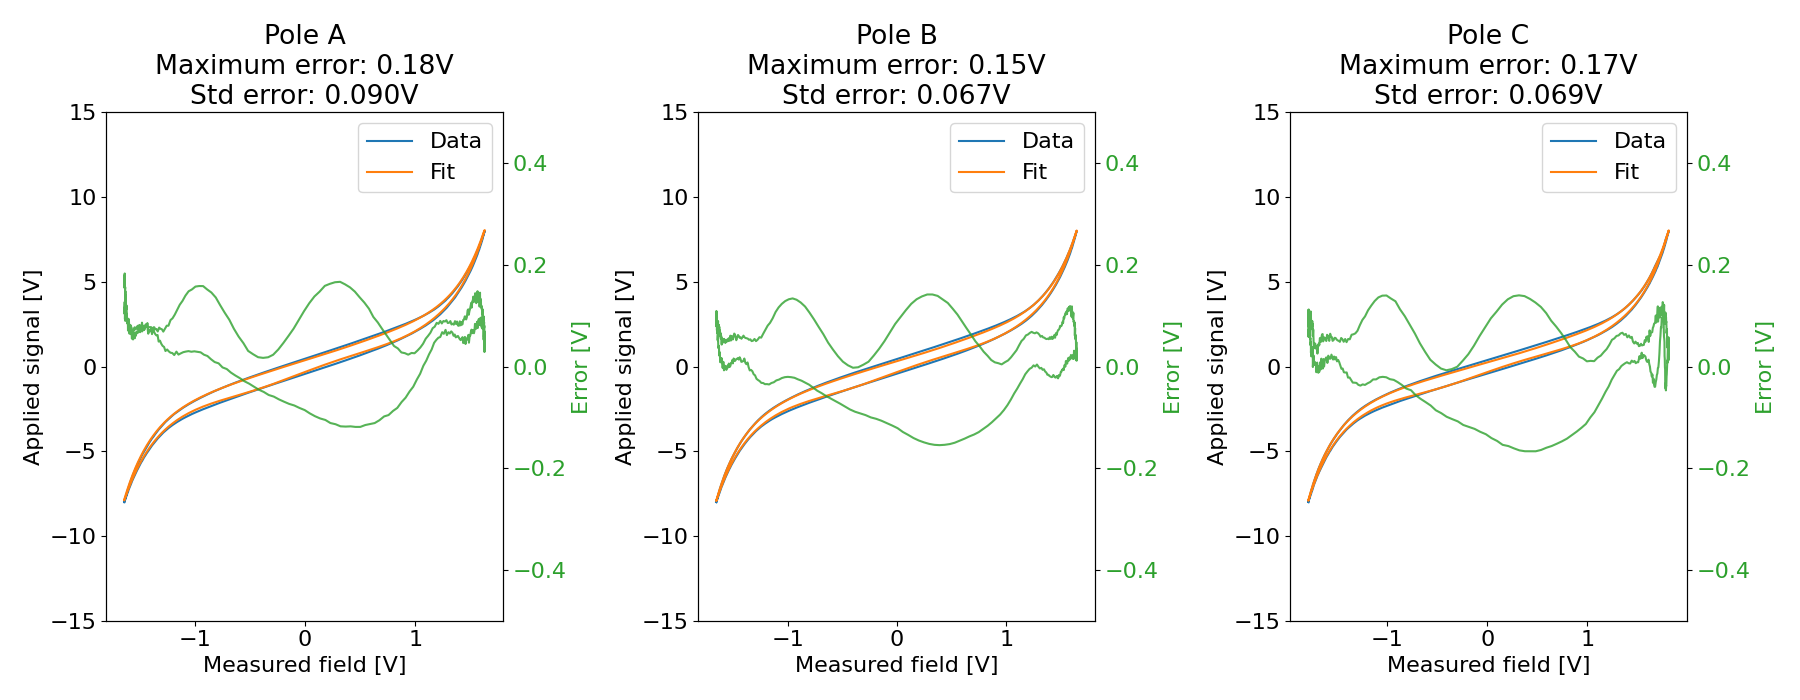 Pole A
Maximum error: 0.18V
Std error: 0.090V
Pole B
Maximum error: 0.15V
Std error: 0.067V
Pole C
Maximum error: 0.17V
Std error: 0.069V
15
10
5
0
−5
−10
−15
Applied signal [V]
Data
Fit
0.4
0.2
0.0
−0.2
−0.4
Error [V]
−1
0
1
Measured field [V]
15
10
5
0
−5
−10
−15
Applied signal [V]
Data
Fit
0.4
0.2
0.0
−0.2
−0.4
Error [V]
−1
0
1
Measured field [V]
15
10
5
0
−5
−10
−15
Applied signal [V]
Data
Fit
0.4
0.2
0.0
−0.2
−0.4
Error [V]
−1
0
1
Measured field [V]